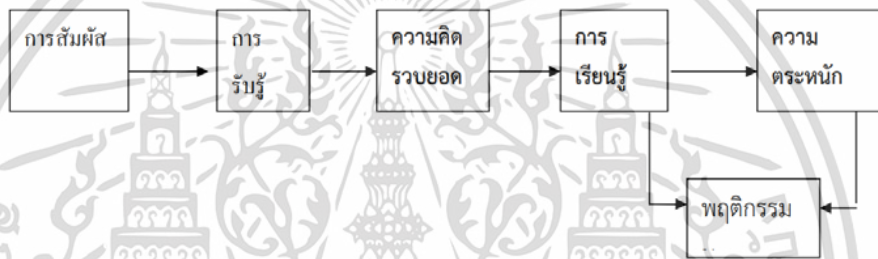 การสัมผัส
การ
รับรู้
ความคิด
รวบยอด
การ
เรียนรู้
ความ
ตระหนัก
พฤติกรรม